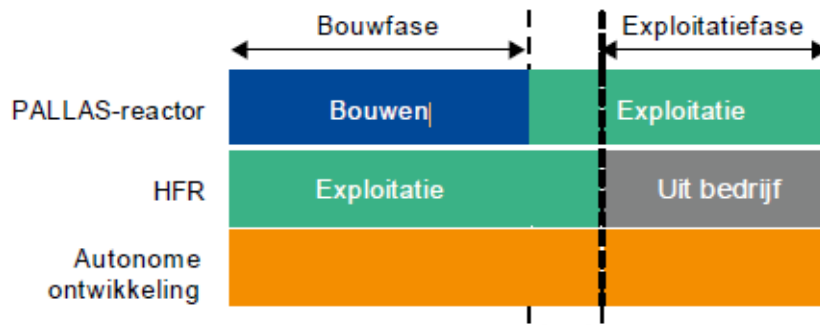 Bouwfase
Exploitatiefase
PALLAS-reactor
Bouwen
Exploitatie
HFR
Exploitatie
Uit bedrijf
Autonome
ontwikkeling